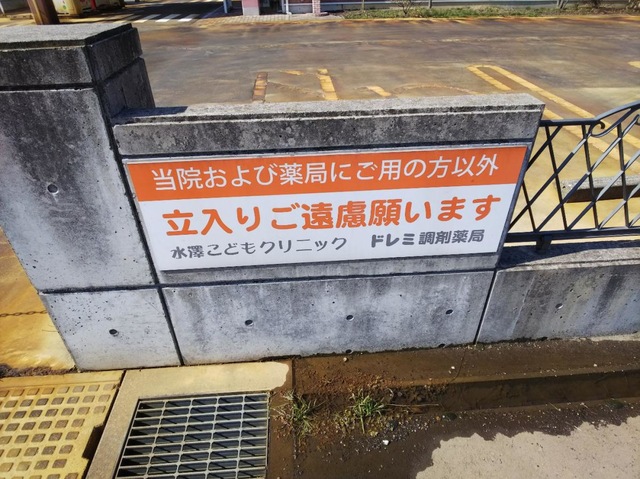 当院および薬局にご用の方以外
立入りご遠慮願います
水澤こどもクリニック ドレミ調剤薬局